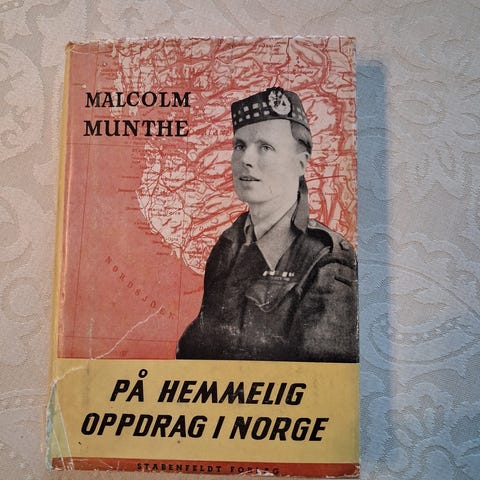 MALCOLM
MUNTHE
NORDSJØEN
PÅ HEMMELIG
OPPDRAG I NORGE
STABENFELDT FORLAG